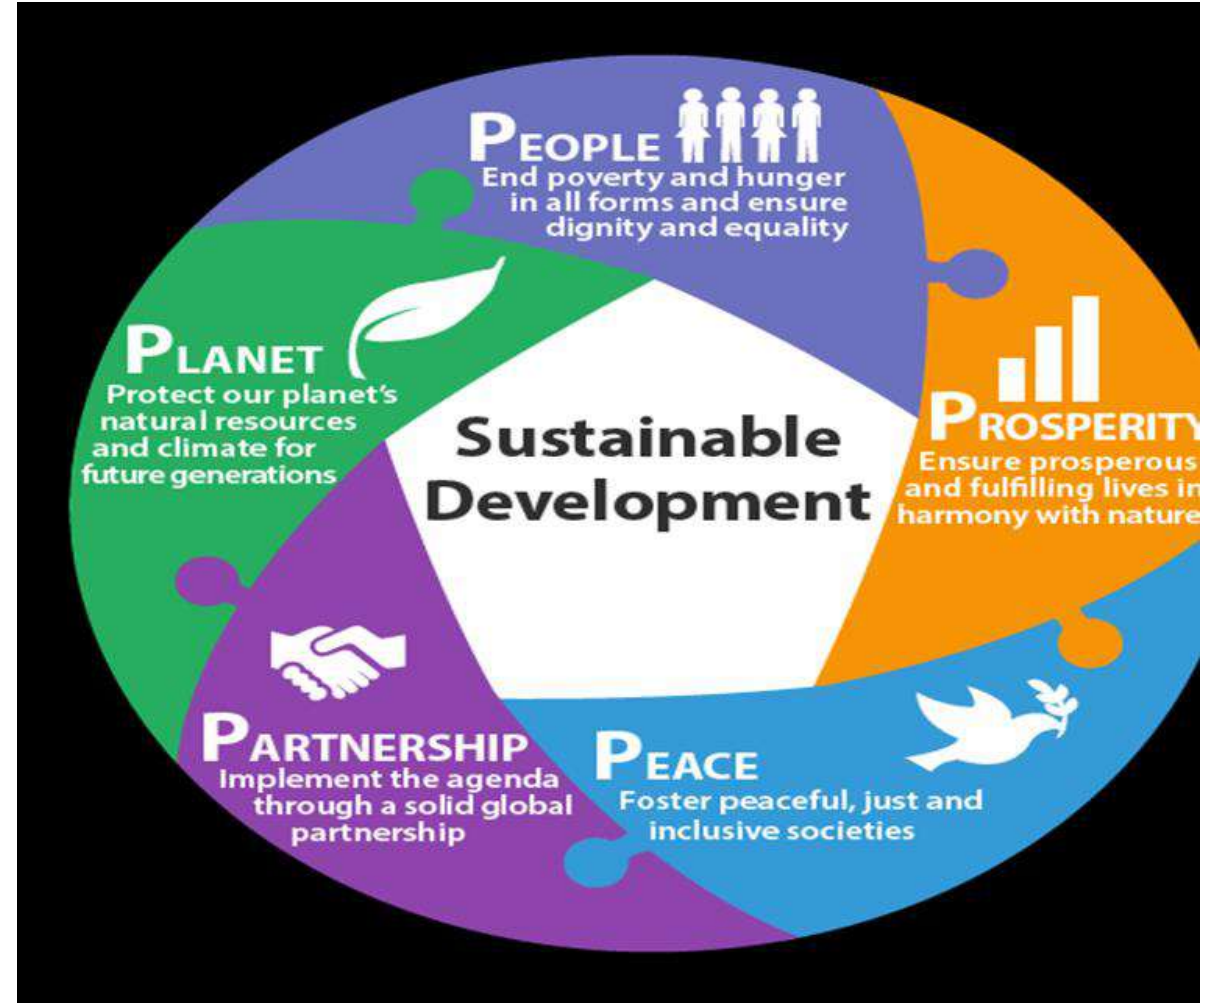 PEOPLE
End poverty and hunger
in all forms and ensure
dignity and equality
PROSPERITY
Ensure prosperous
and fulfilling lives in
harmony with nature
PEACE
Foster peaceful, just and
inclusive societies
PARTNERSHIP
Implement the agenda
through a solid global
partnership
PLANET
Protect our planet's
natural resources
and climate for
future generations
Sustainable
Development